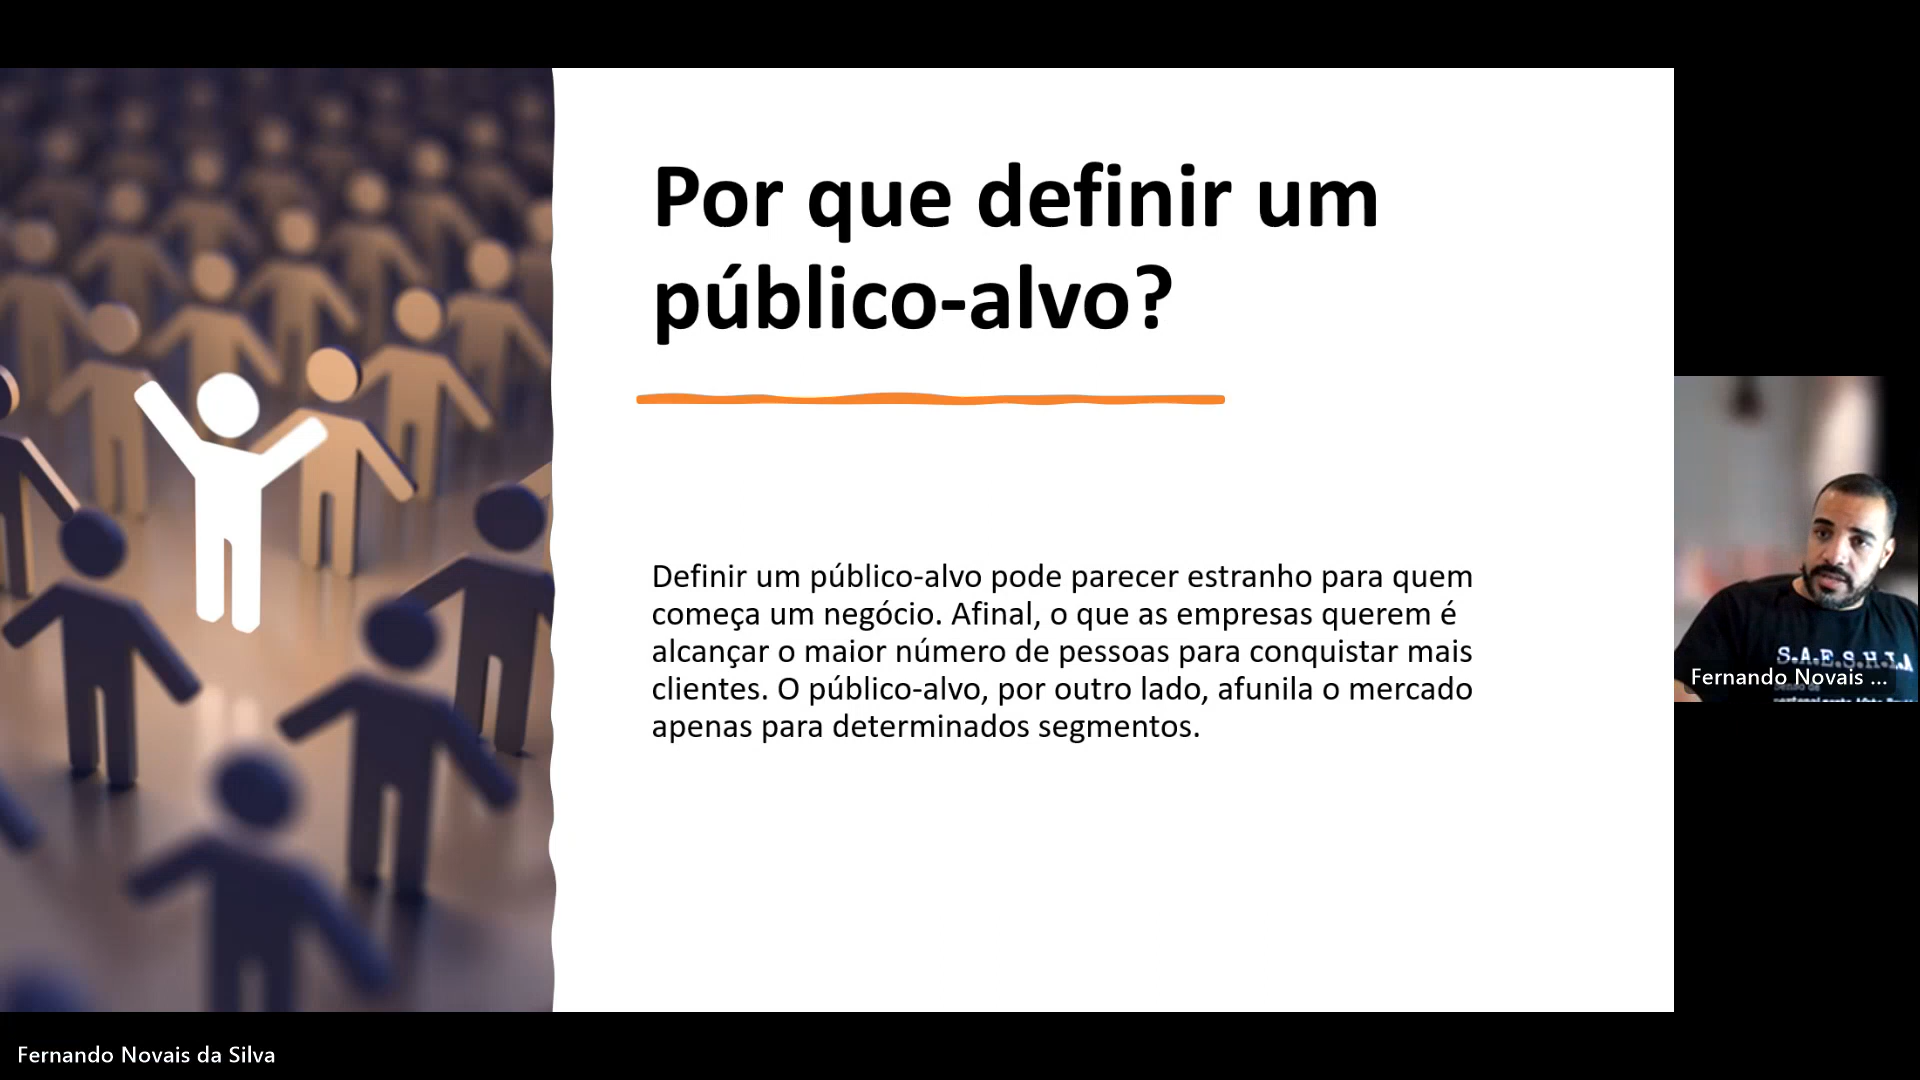 Por que definir um
público-alvo?
Definir um público-alvo pode parecer estranho para quem
começa um negócio. Afinal, o que as empresas querem é
alcançar o maior número de pessoas para conquistar mais
clientes. O público-alvo, por outro lado, afunila o mercado
apenas para determinados segmentos.
S.A.E.S.H.I.A
Fernando Novais ...
Fernando Novais da Silva